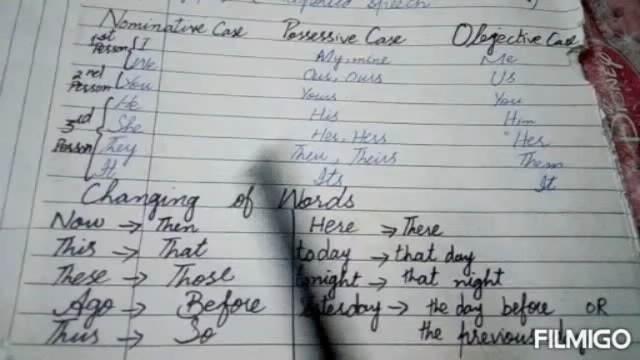 Speech
Nominative Case Possessive Case Objective Case
1st Person I My, mine Me
We Our, Ours Us
2nd Person You Yours You
3rd Person He His Him
She Her, Hers Her
They Their, Theirs Them
It Its It
Changing of Words
Now → Then Here → There
This → That today → that day
These → Those tonight → that night
Ago → Before yesterday → the day before OR
Thus → So the previous
FILMIGO